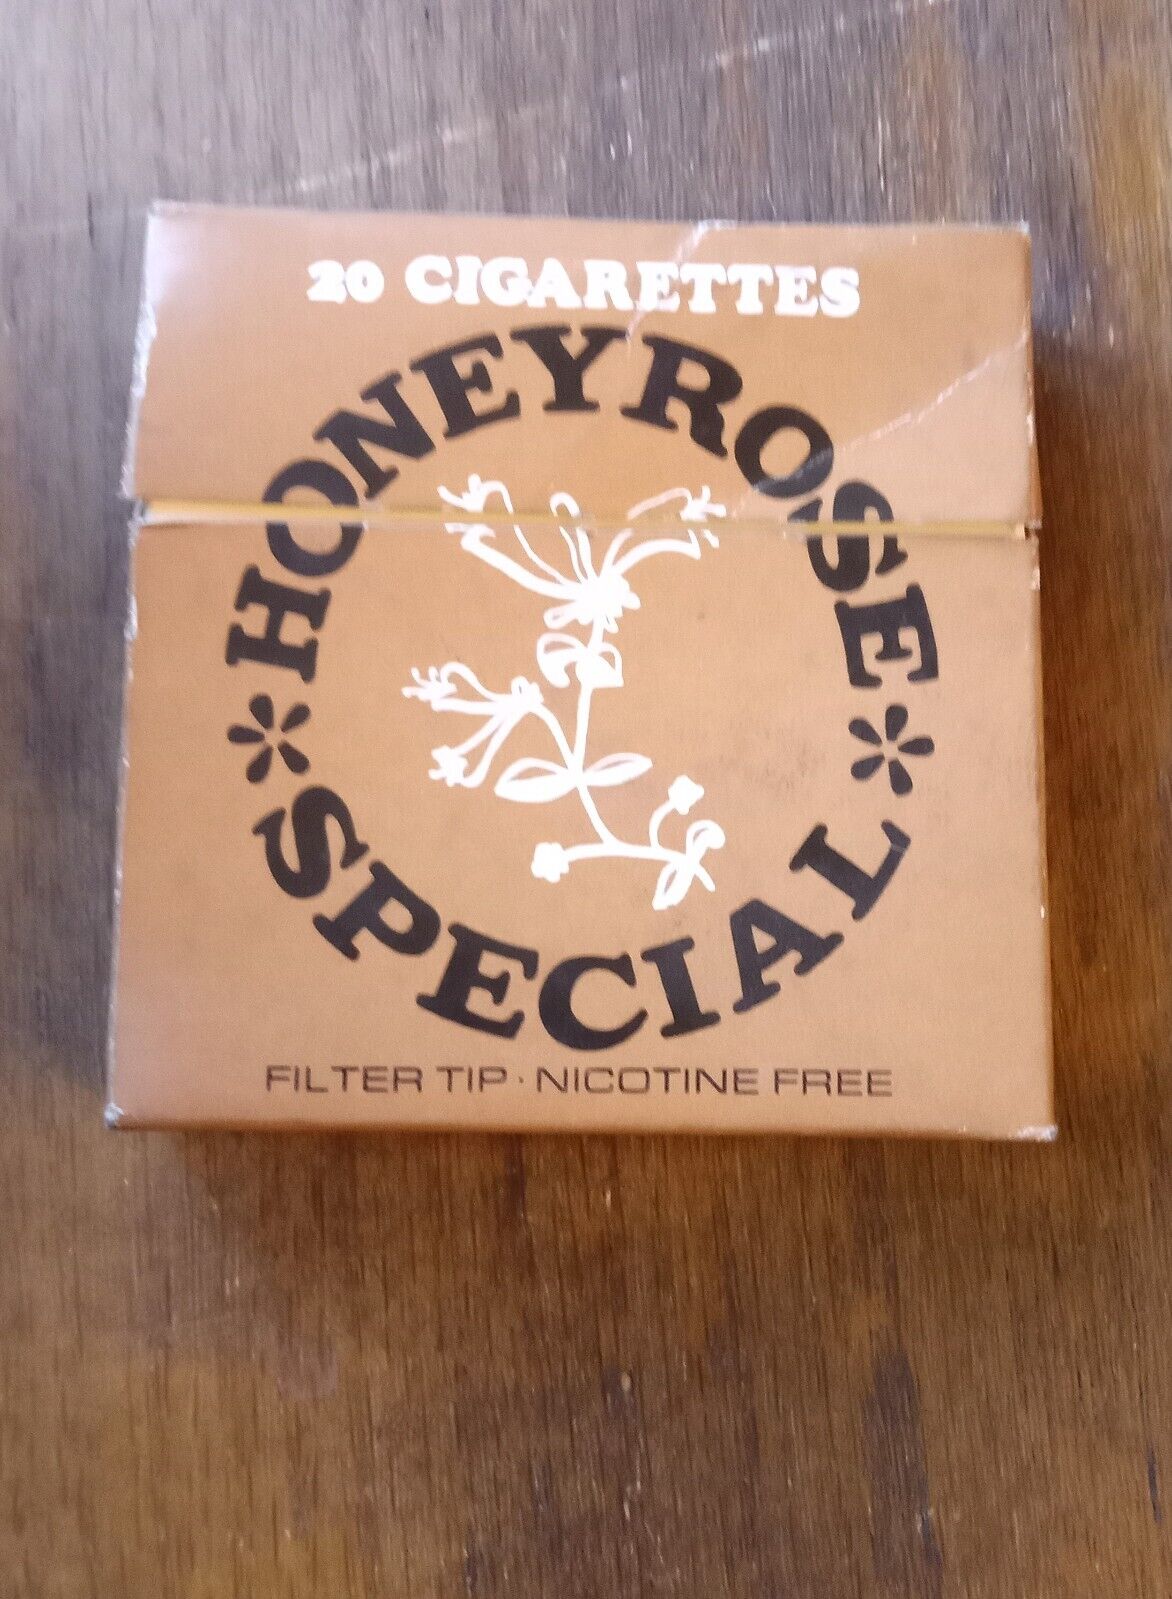 20 CIGARETTES
HONEYROSE
SPECIAL
FILTER TIP · NICOTINE FREE